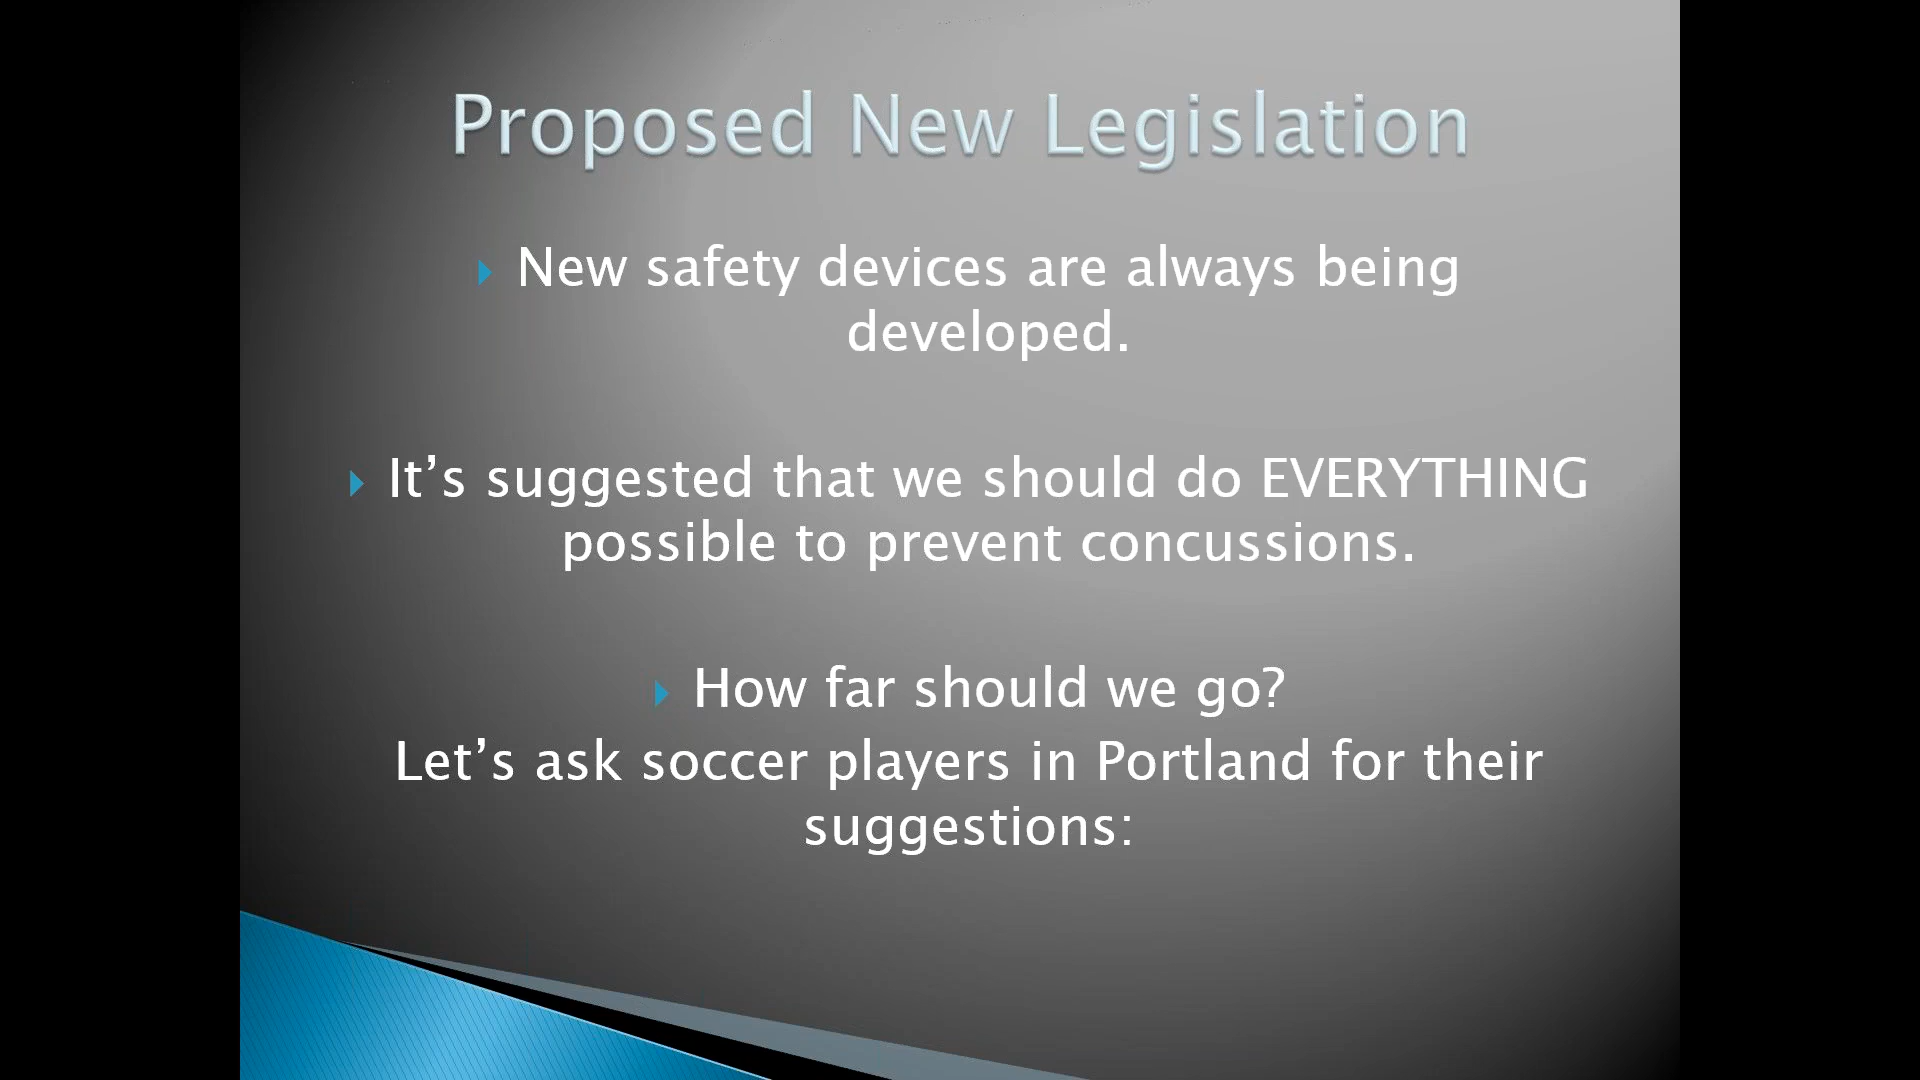 Proposed New Legislation
New safety devices are always being
developed.
It’s suggested that we should do EVERYTHING
possible to prevent concussions.
How far should we go?
Let’s ask soccer players in Portland for their
suggestions: